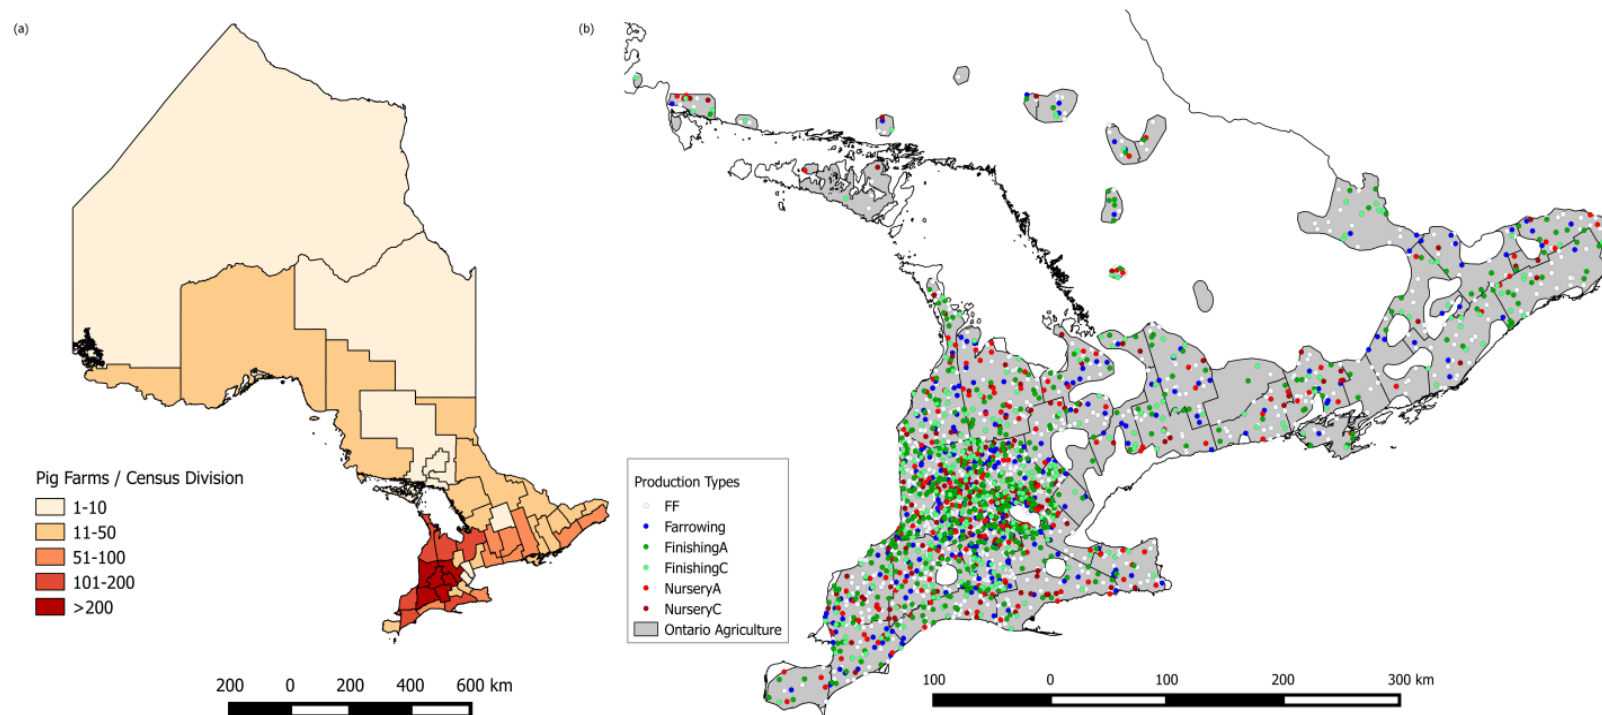 (a)
Pig Farms / Census Division
1-10
11-50
51-100
101-200
>200
200 0 200 400 600 km
(b)
Production Types
FF
Farrowing
FinishingA
FinishingC
NurseryA
NurseryC
Ontario Agriculture
100 0 100 200 300 km